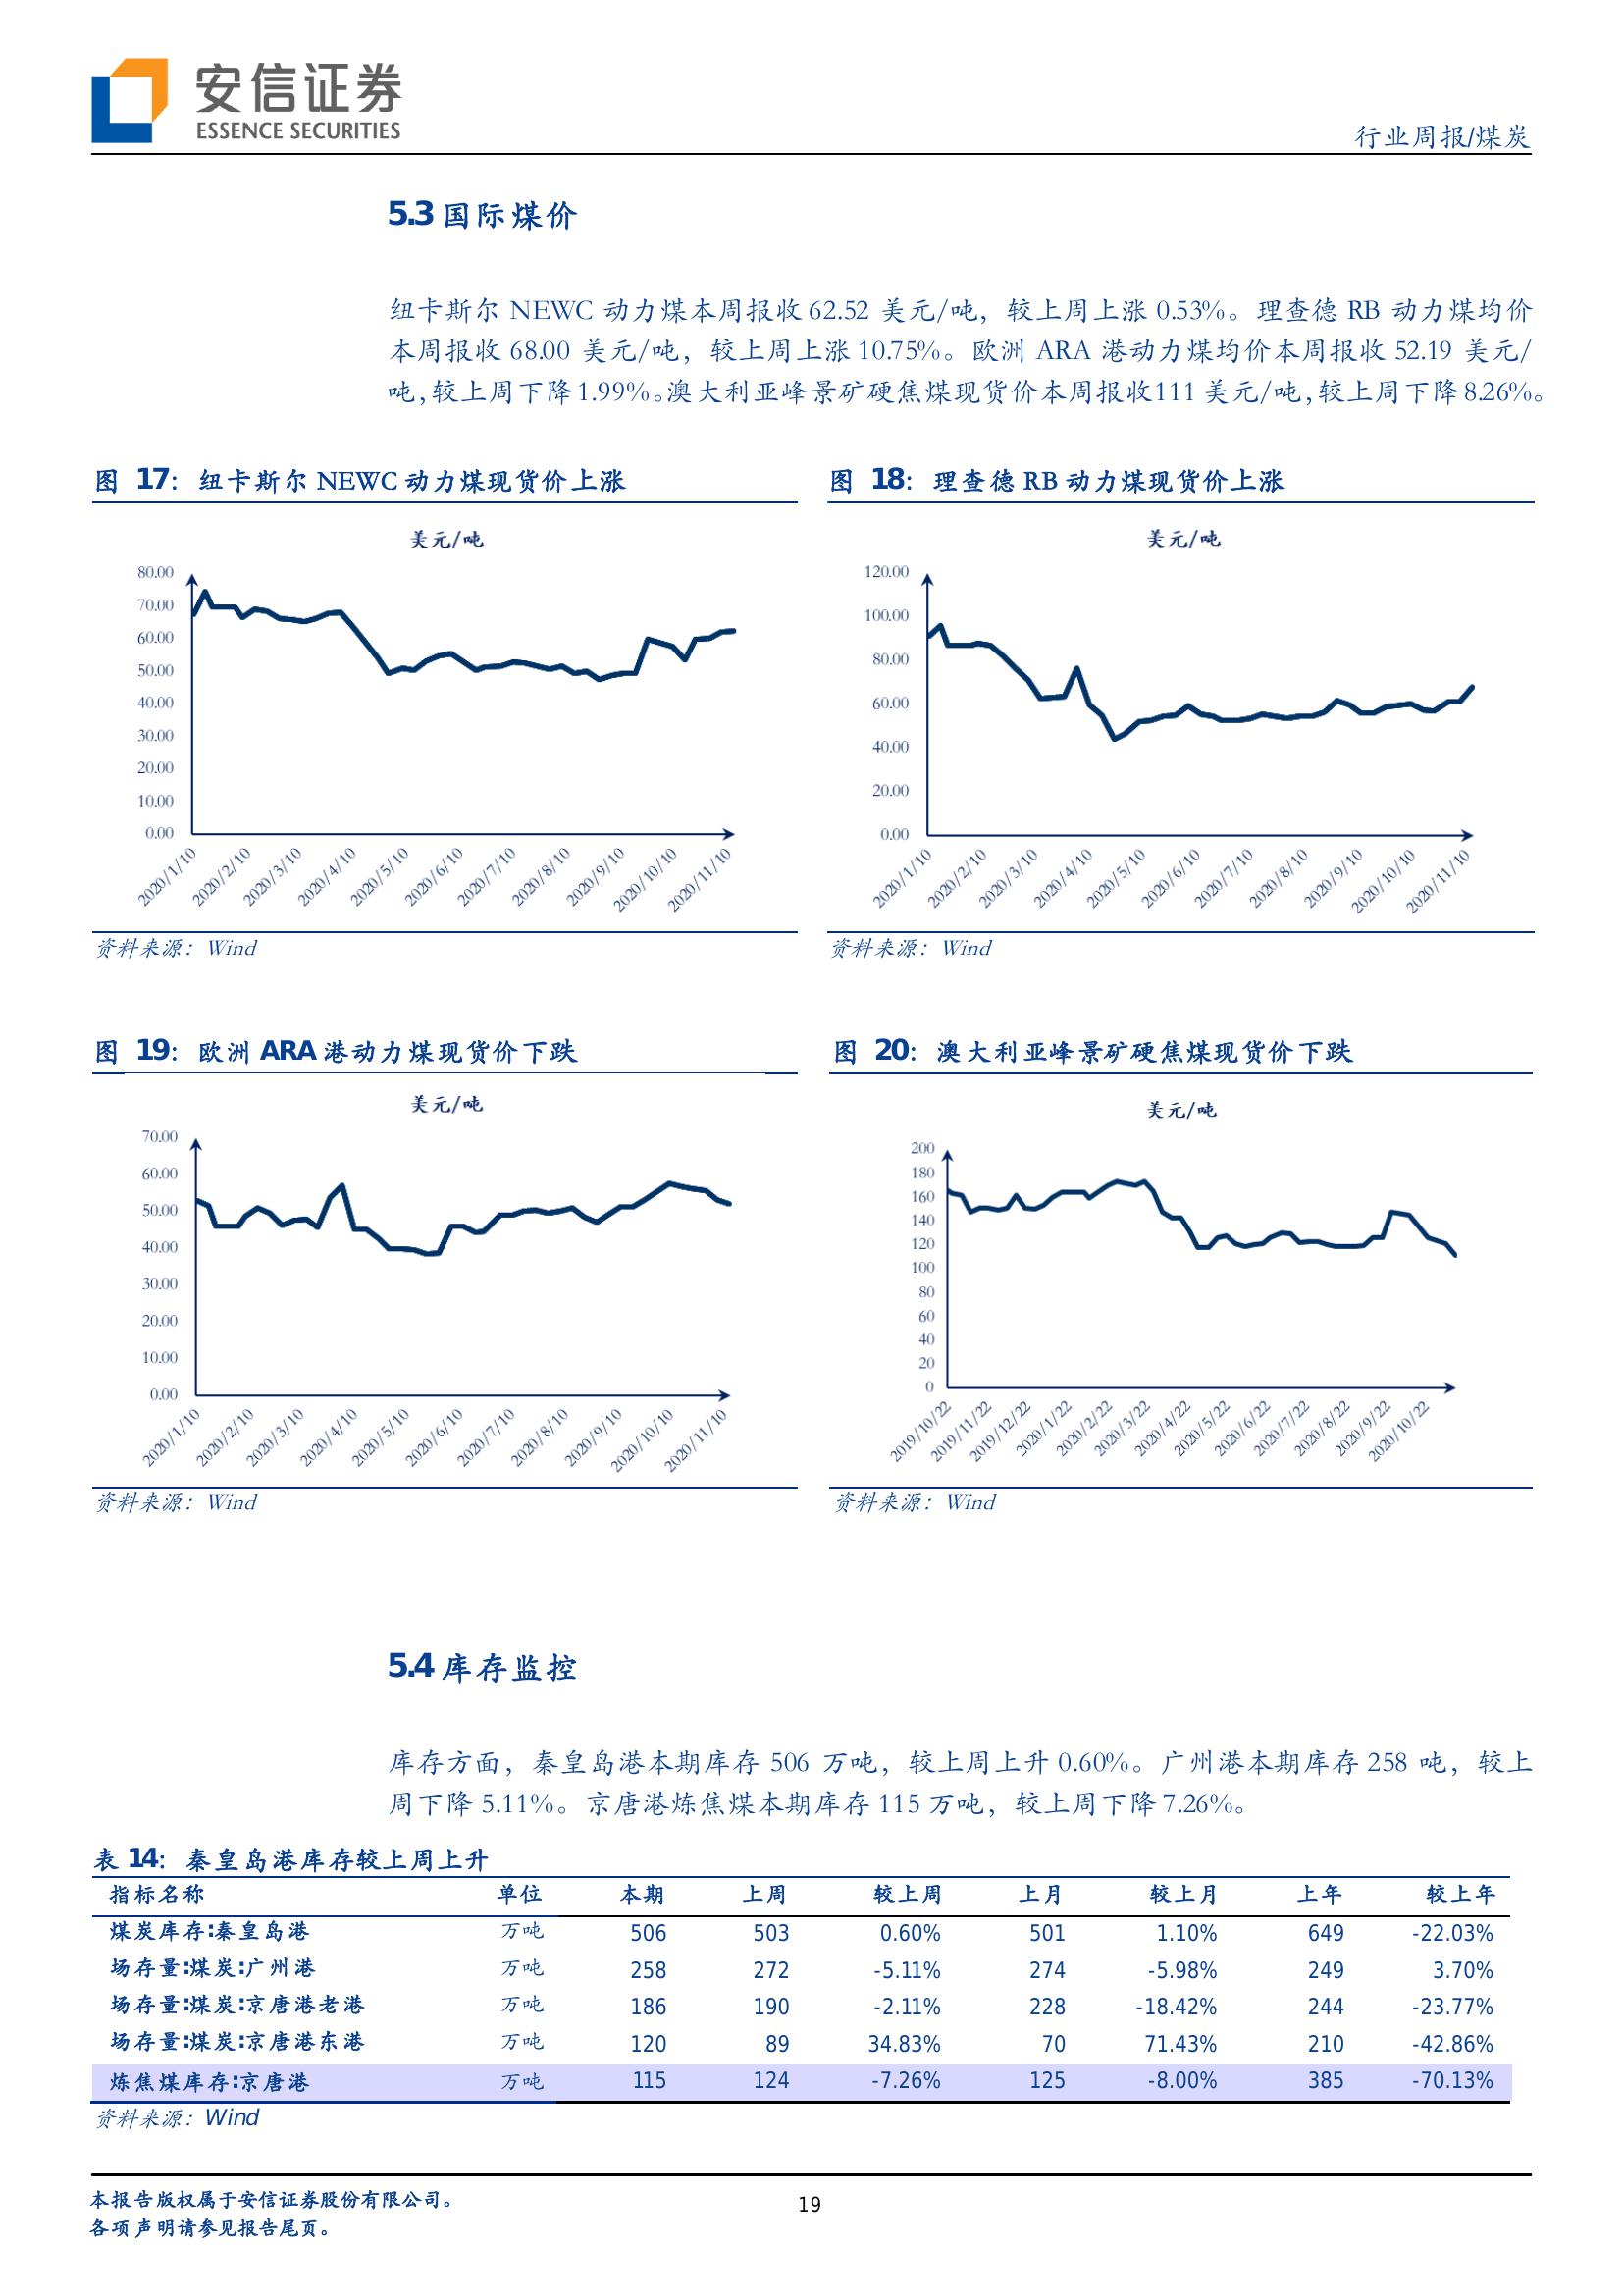 安信证券
ESSENCE SECURITIES
行业周报/煤炭
5.3 国际煤价
纽卡斯尔 NEWC 动力煤本周报收 62.52 美元/吨，较上周上涨 0.53%。理查德 RB 动力煤均价
本周报收 68.00 美元/吨，较上周上涨 10.75%。欧洲 ARA 港动力煤均价本周报收 52.19 美元/
吨，较上周下降 1.99%。澳大利亚峰景矿硬焦煤现货价本周报收 111 美元/吨，较上周下降 8.26%。
图 17：纽卡斯尔 NEWC 动力煤现货价上涨
美元/吨
80.00
70.00
60.00
50.00
40.00
30.00
20.00
10.00
0.00
2020/1/10 2020/2/10 2020/3/10 2020/4/10 2020/5/10 2020/6/10 2020/7/10 2020/8/10 2020/9/10 2020/10/10 2020/11/10
资料来源：Wind
图 18：理查德 RB 动力煤现货价上涨
美元/吨
120.00
100.00
80.00
60.00
40.00
20.00
0.00
2020/1/10 2020/2/10 2020/3/10 2020/4/10 2020/5/10 2020/6/10 2020/7/10 2020/8/10 2020/9/10 2020/10/10 2020/11/10
资料来源：Wind
图 19：欧洲 ARA 港动力煤现货价下跌
美元/吨
70.00
60.00
50.00
40.00
30.00
20.00
10.00
0.00
2020/1/10 2020/2/10 2020/3/10 2020/4/10 2020/5/10 2020/6/10 2020/7/10 2020/8/10 2020/9/10 2020/10/10 2020/11/10
资料来源：Wind
图 20：澳大利亚峰景矿硬焦煤现货价下跌
美元/吨
200
180
160
140
120
100
80
60
40
20
0
2019/10/22 2019/11/22 2019/12/22 2020/1/22 2020/2/22 2020/3/22 2020/4/22 2020/5/22 2020/6/22 2020/7/22 2020/8/22 2020/9/22 2020/10/22
资料来源：Wind
5.4 库存监控
库存方面，秦皇岛港本期库存 506 万吨，较上周上升 0.60%。广州港本期库存 258 吨，较上
周下降 5.11%。京唐港炼焦煤本期库存 115 万吨，较上周下降 7.26%。
表 14：秦皇岛港库存较上周上升
指标名称 单位 本期 上周 较上周 上月 较上月 上年 较上年
煤炭库存:秦皇岛港 万吨 506 503 0.60% 501 1.10% 649 -22.03%
场存量:煤炭:广州港 万吨 258 272 -5.11% 274 -5.98% 249 3.70%
场存量:煤炭:京唐港老港 万吨 186 190 -2.11% 228 -18.42% 244 -23.77%
场存量:煤炭:京唐港东港 万吨 120 89 34.83% 70 71.43% 210 -42.86%
炼焦煤库存:京唐港 万吨 115 124 -7.26% 125 -8.00% 385 -70.13%
资料来源：Wind
本报告版权属于安信证券股份有限公司。
各项声明请参见报告尾页。
19